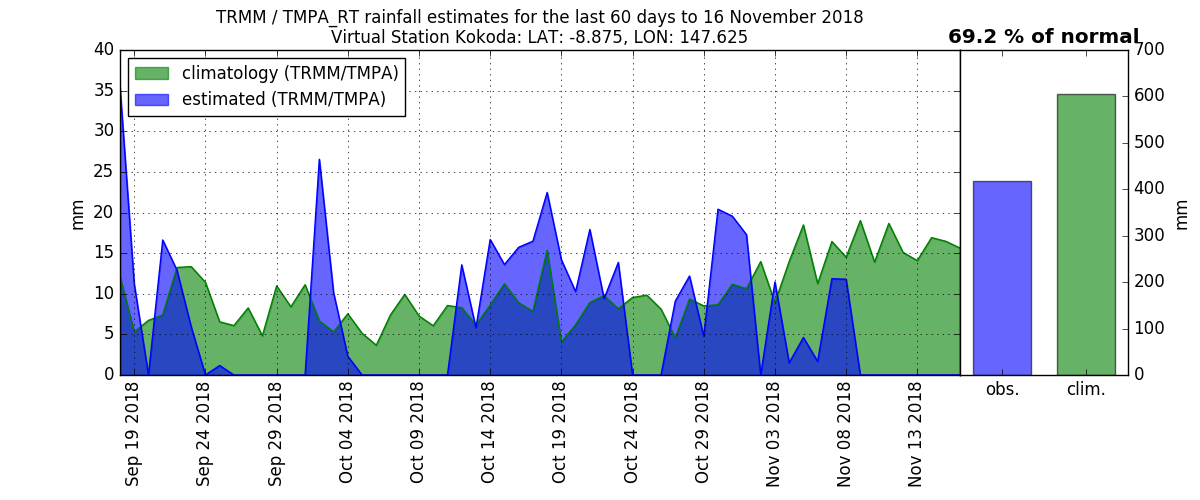 TRMM / TMPA_RT rainfall estimates for the last 60 days to 16 November 2018
Virtual Station Kokoda: LAT: -8.875, LON: 147.625
69.2 % of normal
climatology (TRMM/TMPA)
estimated (TRMM/TMPA)
40
35
30
25
20
15
10
5
0
mm
Sep 19 2018
Sep 24 2018
Sep 29 2018
Oct 04 2018
Oct 09 2018
Oct 14 2018
Oct 19 2018
Oct 24 2018
Oct 29 2018
Nov 03 2018
Nov 08 2018
Nov 13 2018
obs.
clim.
700
600
500
400
300
200
100
0
mm